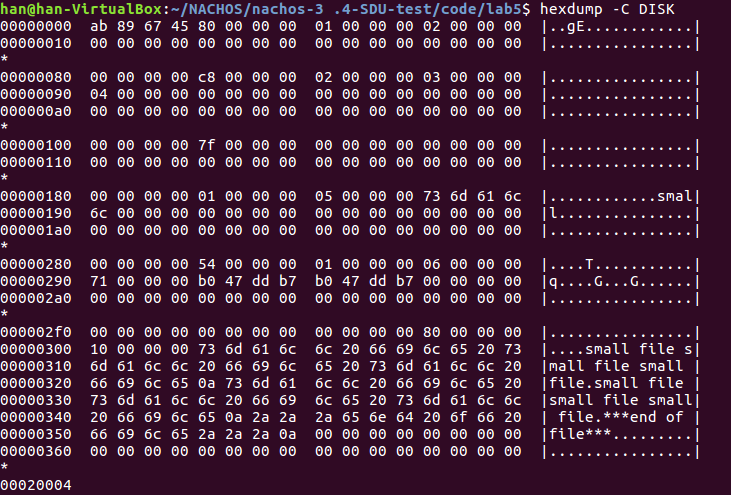 han@han-VirtualBox:~/NACHOS/nachos-3 .4-SDU-test/code/lab5$ hexdump -C DISK
00000000  ab 89 67 45 80 00 00 00  01 00 00 00 02 00 00 00  |..gE............|
00000010  00 00 00 00 00 00 00 00  00 00 00 00 00 00 00 00  |................|
*
00000080  00 00 00 00 c8 00 00 00  02 00 00 00 03 00 00 00  |................|
00000090  04 00 00 00 00 00 00 00  00 00 00 00 00 00 00 00  |................|
000000a0  00 00 00 00 00 00 00 00  00 00 00 00 00 00 00 00  |................|
*
00000100  00 00 00 00 7f 00 00 00  00 00 00 00 00 00 00 00  |................|
00000110  00 00 00 00 00 00 00 00  00 00 00 00 00 00 00 00  |................|
*
00000180  00 00 00 00 01 00 00 00  05 00 00 00 73 6d 61 6c  |............smal|
00000190  6c 00 00 00 00 00 00 00  00 00 00 00 00 00 00 00  |l...............|
000001a0  00 00 00 00 00 00 00 00  00 00 00 00 00 00 00 00  |................|
*
00000280  00 00 00 00 54 00 00 00  01 00 00 00 06 00 00 00  |....T...........|
00000290  71 00 00 00 b0 47 dd b7  b0 47 dd b7 00 00 00 00  |q....G...G......|
000002a0  00 00 00 00 00 00 00 00  00 00 00 00 00 00 00 00  |................|
*
000002f0  00 00 00 00 00 00 00 00  00 00 00 00 80 00 00 00  |................|
00000300  10 00 00 00 73 6d 61 6c  6c 20 66 69 6c 65 20 73  |....small file s|
00000310  6d 61 6c 6c 20 66 69 6c  65 20 73 6d 61 6c 6c 20  |mall file small |
00000320  66 69 6c 65 0a 73 6d 61  6c 6c 20 66 69 6c 65 20  |file.small file |
00000330  73 6d 61 6c 6c 20 66 69  6c 65 20 73 6d 61 6c 6c  |small file small|
00000340  20 66 69 6c 65 0a 2a 2a  2a 65 6e 64 20 6f 66 20  | file.***end of |
00000350  66 69 6c 65 2a 2a 2a 0a  00 00 00 00 00 00 00 00  |file***.........|
00000360  00 00 00 00 00 00 00 00  00 00 00 00 00 00 00 00  |................|
*
00020004